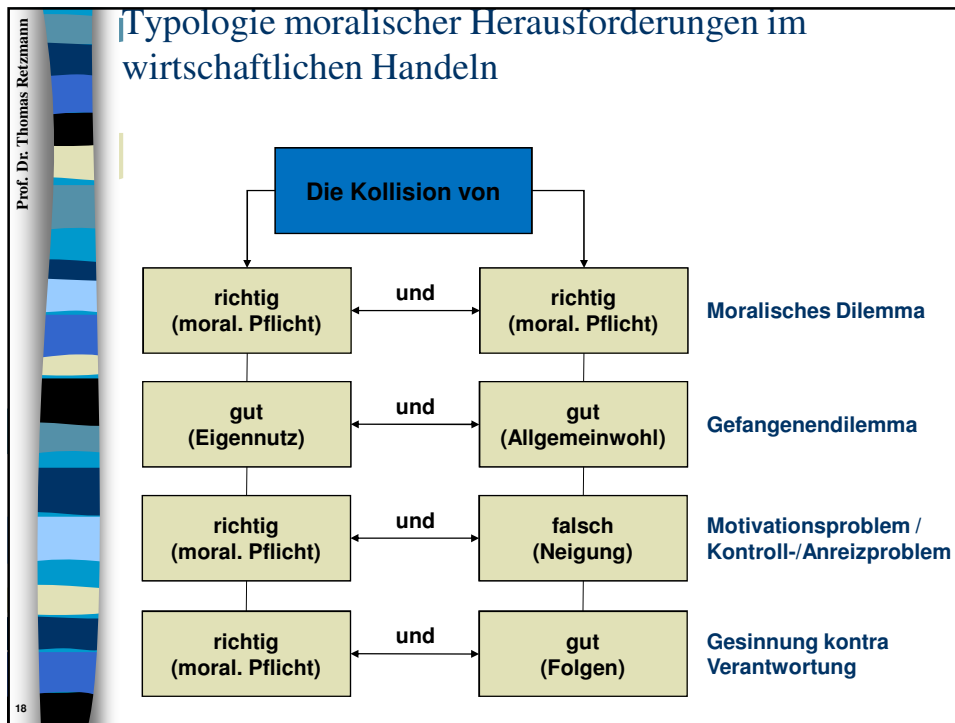 Prof. Dr. Thomas Retzmann
Typologie moralischer Herausforderungen im
wirtschaftlichen Handeln
Die Kollision von
richtig
(moral. Pflicht)
und
richtig
(moral. Pflicht)
Moralisches Dilemma
gut
(Eigennutz)
und
gut
(Allgemeinwohl)
Gefangenendilemma
richtig
(moral. Pflicht)
und
falsch
(Neigung)
Motivationsproblem /
Kontroll-/Anreizproblem
richtig
(moral. Pflicht)
und
gut
(Folgen)
Gesinnung kontra
Verantwortung
18